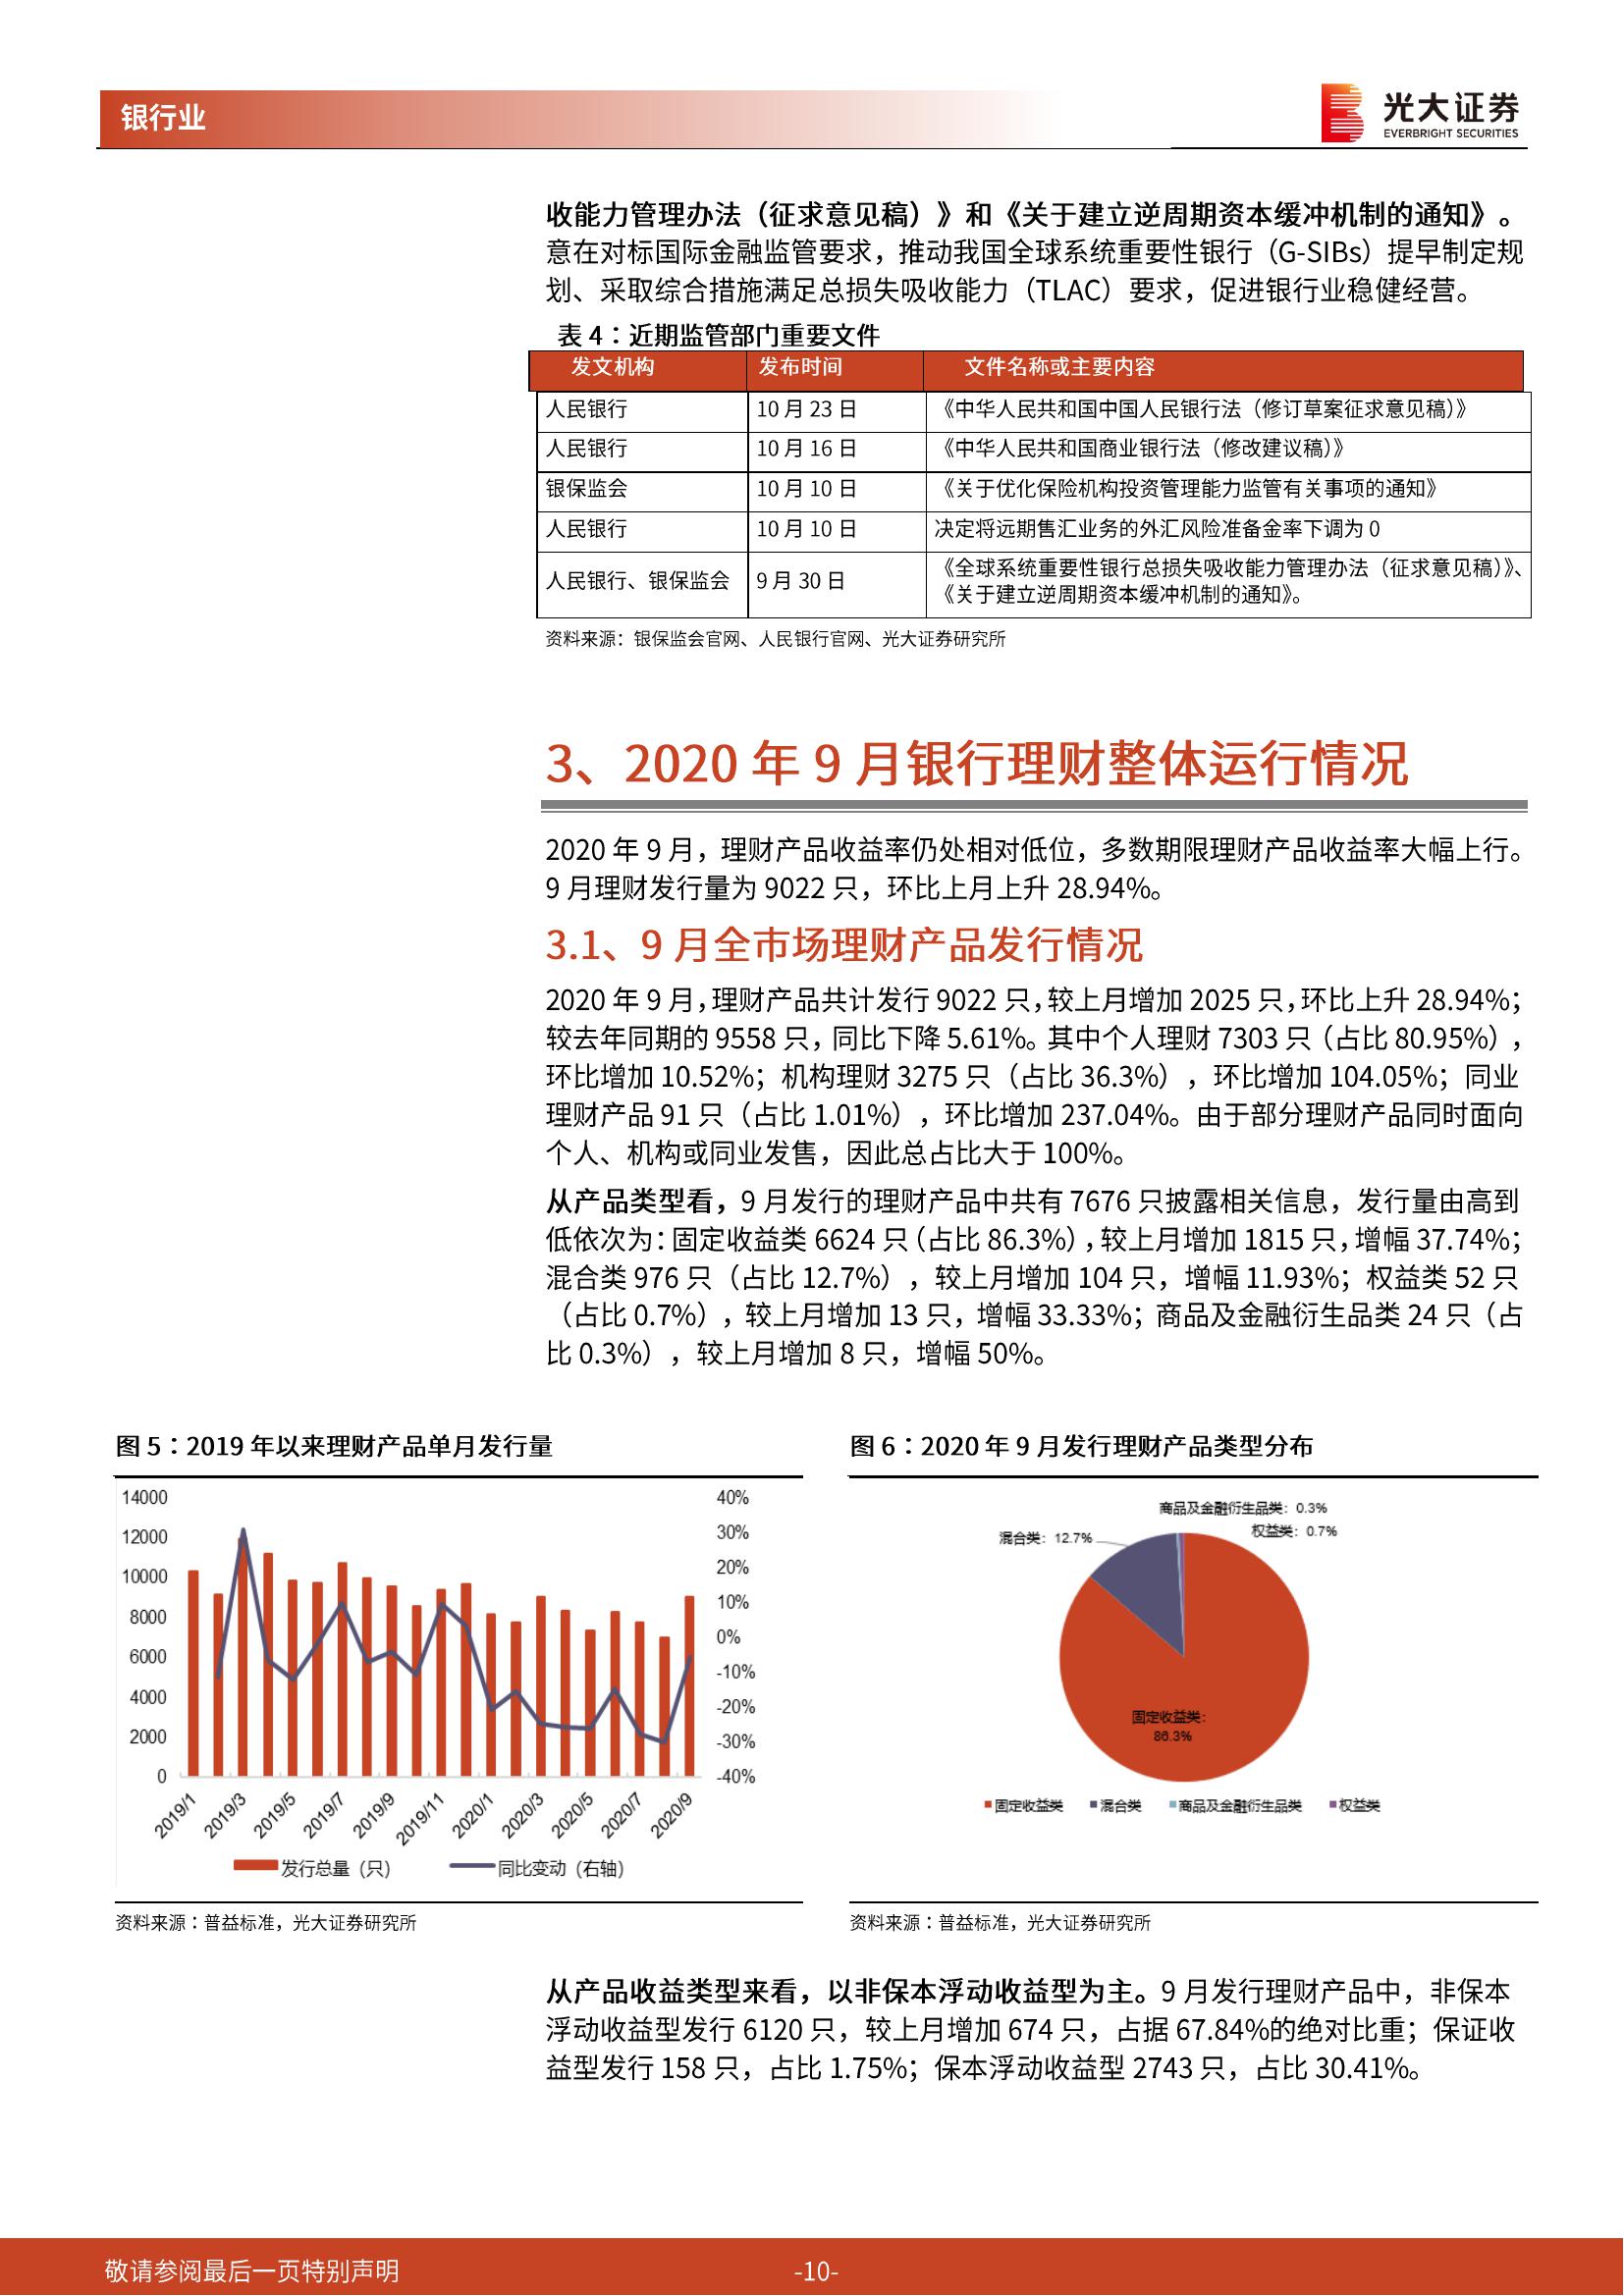 银行业
光大证券
EVERBRIGHT SECURITIES
收能力管理办法（征求意见稿）》和《关于建立逆周期资本缓冲机制的通知》。
意在对标国际金融监管要求，推动我国全球系统重要性银行（G-SIBs）提早制定规
划、采取综合措施满足总损失吸收能力（TLAC）要求，促进银行业稳健经营。
表 4：近期监管部门重要文件
发文机构 发布时间 文件名称或主要内容
人民银行 10 月 23 日 《中华人民共和国中国人民银行法（修订草案征求意见稿）》
人民银行 10 月 16 日 《中华人民共和国商业银行法（修改建议稿）》
银保监会 10 月 10 日 《关于优化保险机构投资管理能力监管有关事项的通知》
人民银行 10 月 10 日 决定将远期售汇业务的外汇风险准备金率下调为 0
人民银行、银保监会 9 月 30 日 《全球系统重要性银行总损失吸收能力管理办法（征求意见稿）》、
《关于建立逆周期资本缓冲机制的通知》。
资料来源：银保监会官网、人民银行官网、光大证券研究所
3、2020 年 9 月银行理财整体运行情况
2020 年 9 月，理财产品收益率仍处相对低位，多数期限理财产品收益率大幅上行。
9 月理财发行量为 9022 只，环比上月上升 28.94%。
3.1、9 月全市场理财产品发行情况
2020 年 9 月，理财产品共计发行 9022 只，较上月增加 2025 只，环比上升 28.94%；
较去年同期的 9558 只，同比下降 5.61%。其中个人理财 7303 只（占比 80.95%），
环比增加 10.52%；机构理财 3275 只（占比 36.3%），环比增加 104.05%；同业
理财产品 91 只（占比 1.01%），环比增加 237.04%。由于部分理财产品同时面向
个人、机构或同业发售，因此总占比大于 100%。
从产品类型看，9 月发行的理财产品中共有 7676 只披露相关信息，发行量由高到
低依次为：固定收益类 6624 只（占比 86.3%），较上月增加 1815 只，增幅 37.74%；
混合类 976 只（占比 12.7%），较上月增加 104 只，增幅 11.93%；权益类 52 只
（占比 0.7%），较上月增加 13 只，增幅 33.33%；商品及金融衍生品类 24 只（占
比 0.3%），较上月增加 8 只，增幅 50%。
图 5：2019 年以来理财产品单月发行量
14000
12000
10000
8000
6000
4000
2000
0
40%
30%
20%
10%
0%
-10%
-20%
-30%
-40%
2019/1 2019/3 2019/5 2019/7 2019/9 2019/11 2020/1 2020/3 2020/5 2020/7 2020/9
发行总量（只） 同比变动（右轴）
资料来源：普益标准，光大证券研究所
图 6：2020 年 9 月发行理财产品类型分布
商品及金融衍生品类：0.3%
权益类：0.7%
混合类：12.7%
固定收益类：
86.3%
固定收益类 混合类 商品及金融衍生品类 权益类
资料来源：普益标准，光大证券研究所
从产品收益类型来看，以非保本浮动收益型为主。9 月发行理财产品中，非保本
浮动收益型发行 6120 只，较上月增加 674 只，占据 67.84%的绝对比重；保证收
益型发行 158 只，占比 1.75%；保本浮动收益型 2743 只，占比 30.41%。
敬请参阅最后一页特别声明
-10-